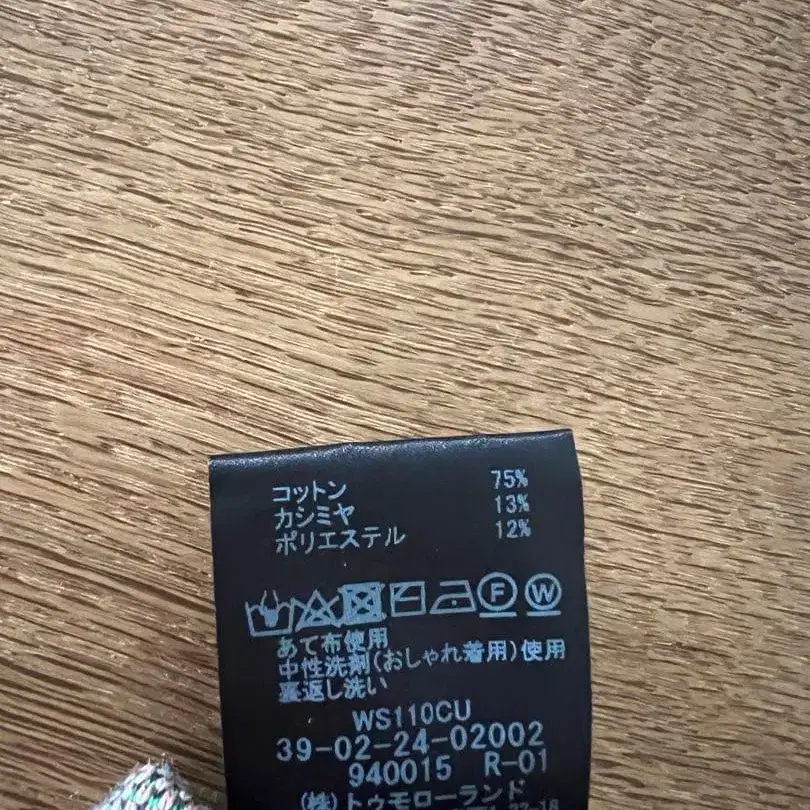 コットン 75%
カシミヤ 13%
ポリエステル 12%
F W
あて布使用
中性洗剤(おしゃれ着用)使用
裏返し洗い
WS110CU
39-02-24-02002
940015 R-01
(株)トゥモローランド